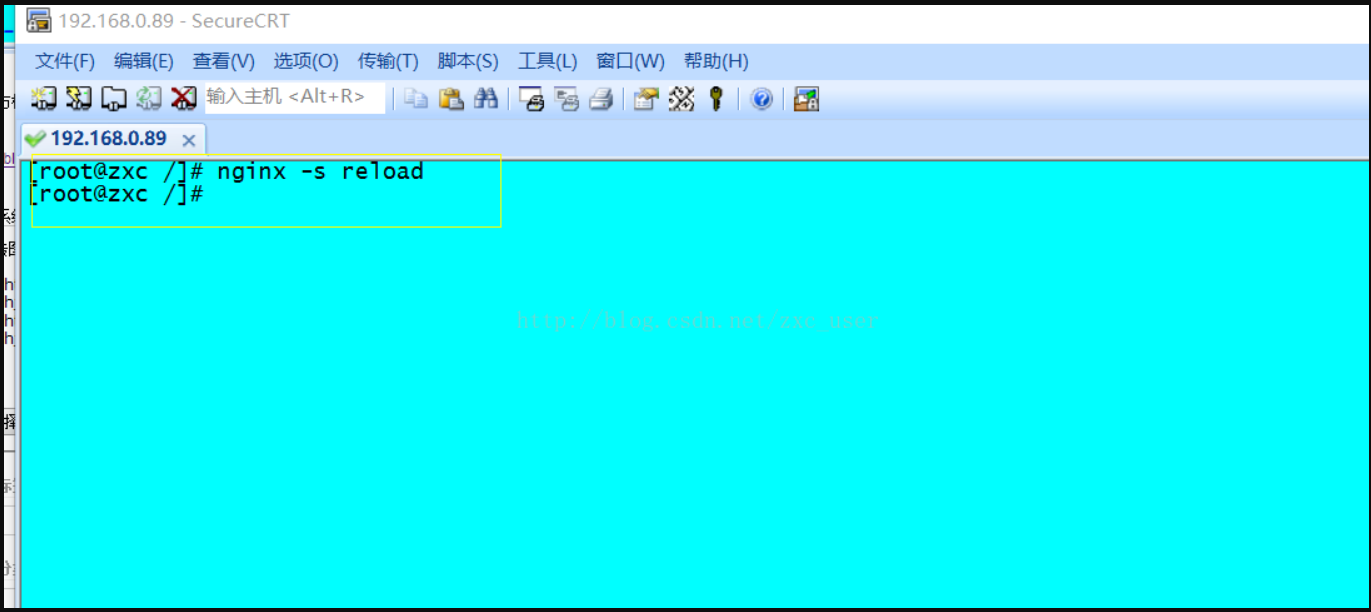 192.168.0.89 - SecureCRT
文件(F) 编辑(E) 查看(V) 选项(O) 传输(T) 脚本(S) 工具(L) 窗口(W) 帮助(H)
输入主机 <Alt+R>
192.168.0.89
[root@zxc /]# nginx -s reload
[root@zxc /]#
http://blog.csdn.net/zxc_user